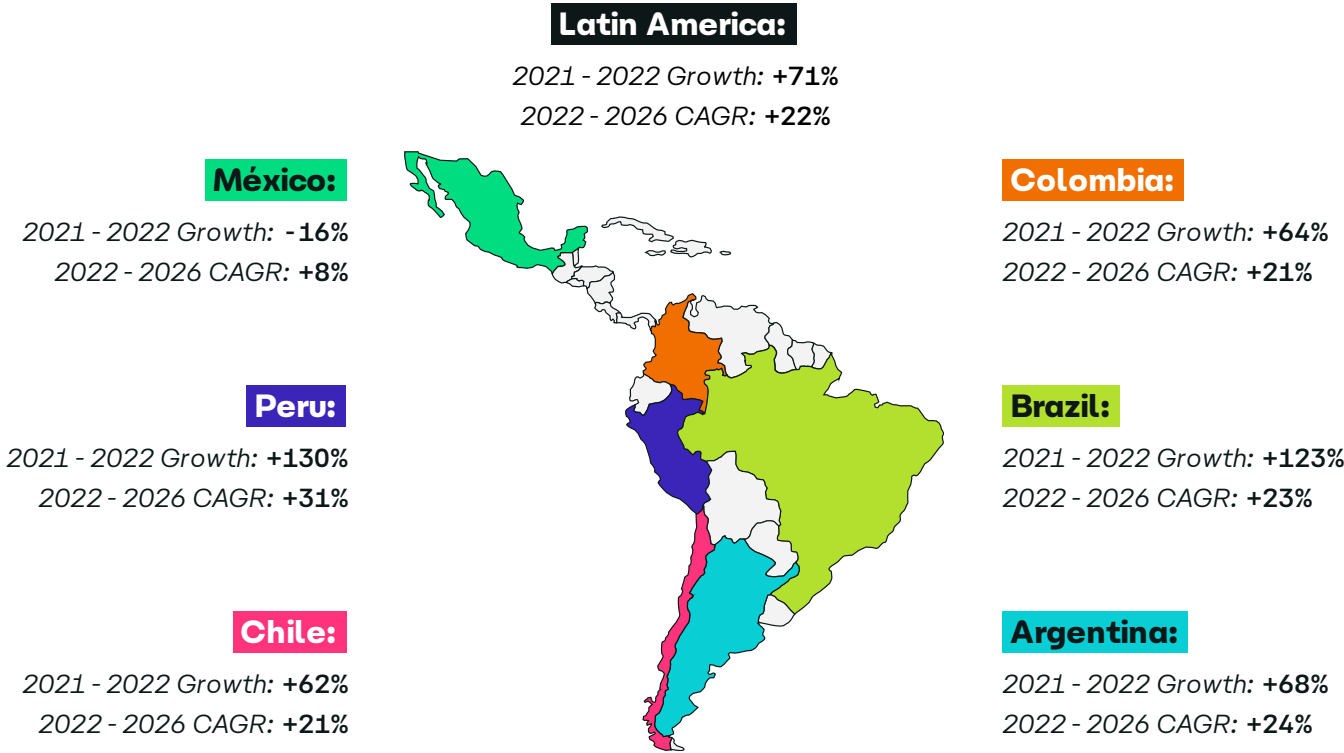 Latin America:
2021 - 2022 Growth: +71%
2022 - 2026 CAGR: +22%
México:
2021 - 2022 Growth: -16%
2022 - 2026 CAGR: +8%
Colombia:
2021 - 2022 Growth: +64%
2022 - 2026 CAGR: +21%
Peru:
2021 - 2022 Growth: +130%
2022 - 2026 CAGR: +31%
Brazil:
2021 - 2022 Growth: +123%
2022 - 2026 CAGR: +23%
Chile:
2021 - 2022 Growth: +62%
2022 - 2026 CAGR: +21%
Argentina:
2021 - 2022 Growth: +68%
2022 - 2026 CAGR: +24%